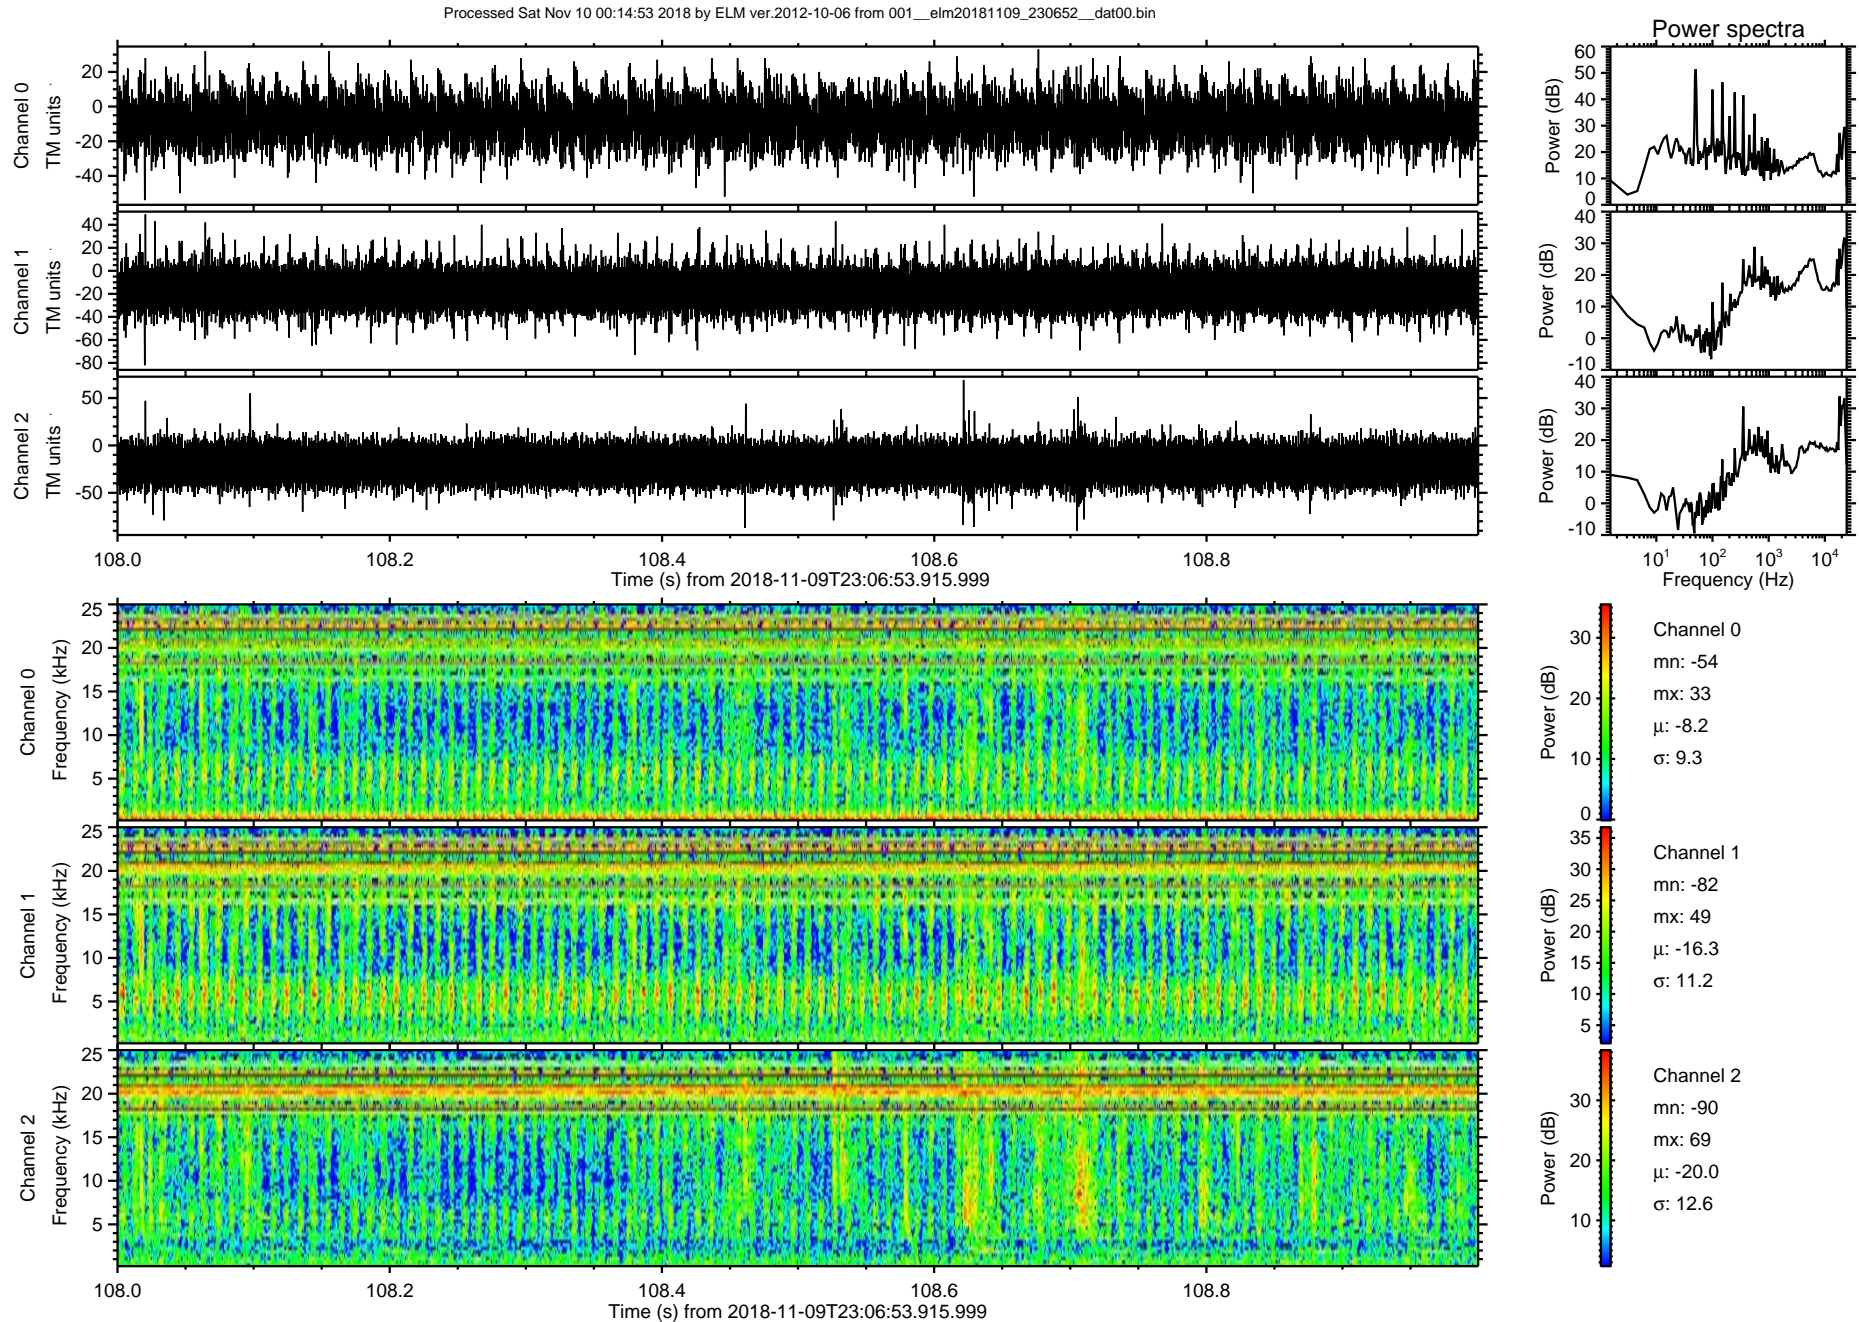 Processed Sat Nov 10 00:14:53 2018 by ELM ver.2012-10-06 from 001__elm20181109_230652__dat00.bin
Power spectra
Channel 0
TM units
20
0
-20
-40
Power (dB)
60
50
40
30
20
10
0
Channel 1
TM units
40
20
0
-20
-40
-60
-80
Power (dB)
40
30
20
10
0
-10
Channel 2
TM units
50
0
-50
Power (dB)
40
30
20
10
0
-10
108.0 108.2 108.4 108.6 108.8
Time (s) from 2018-11-09T23:06:53.915.999
10^1 10^2 10^3 10^4
Frequency (Hz)
Channel 0
Frequency (kHz)
25
20
15
10
5
Power (dB)
30
20
10
0
Channel 0
mn: -54
mx: 33
μ: -8.2
σ: 9.3
Channel 1
Frequency (kHz)
25
20
15
10
5
Power (dB)
35
30
25
20
15
10
5
Channel 1
mn: -82
mx: 49
μ: -16.3
σ: 11.2
Channel 2
Frequency (kHz)
25
20
15
10
5
Power (dB)
30
20
10
Channel 2
mn: -90
mx: 69
μ: -20.0
σ: 12.6
108.0 108.2 108.4 108.6 108.8
Time (s) from 2018-11-09T23:06:53.915.999